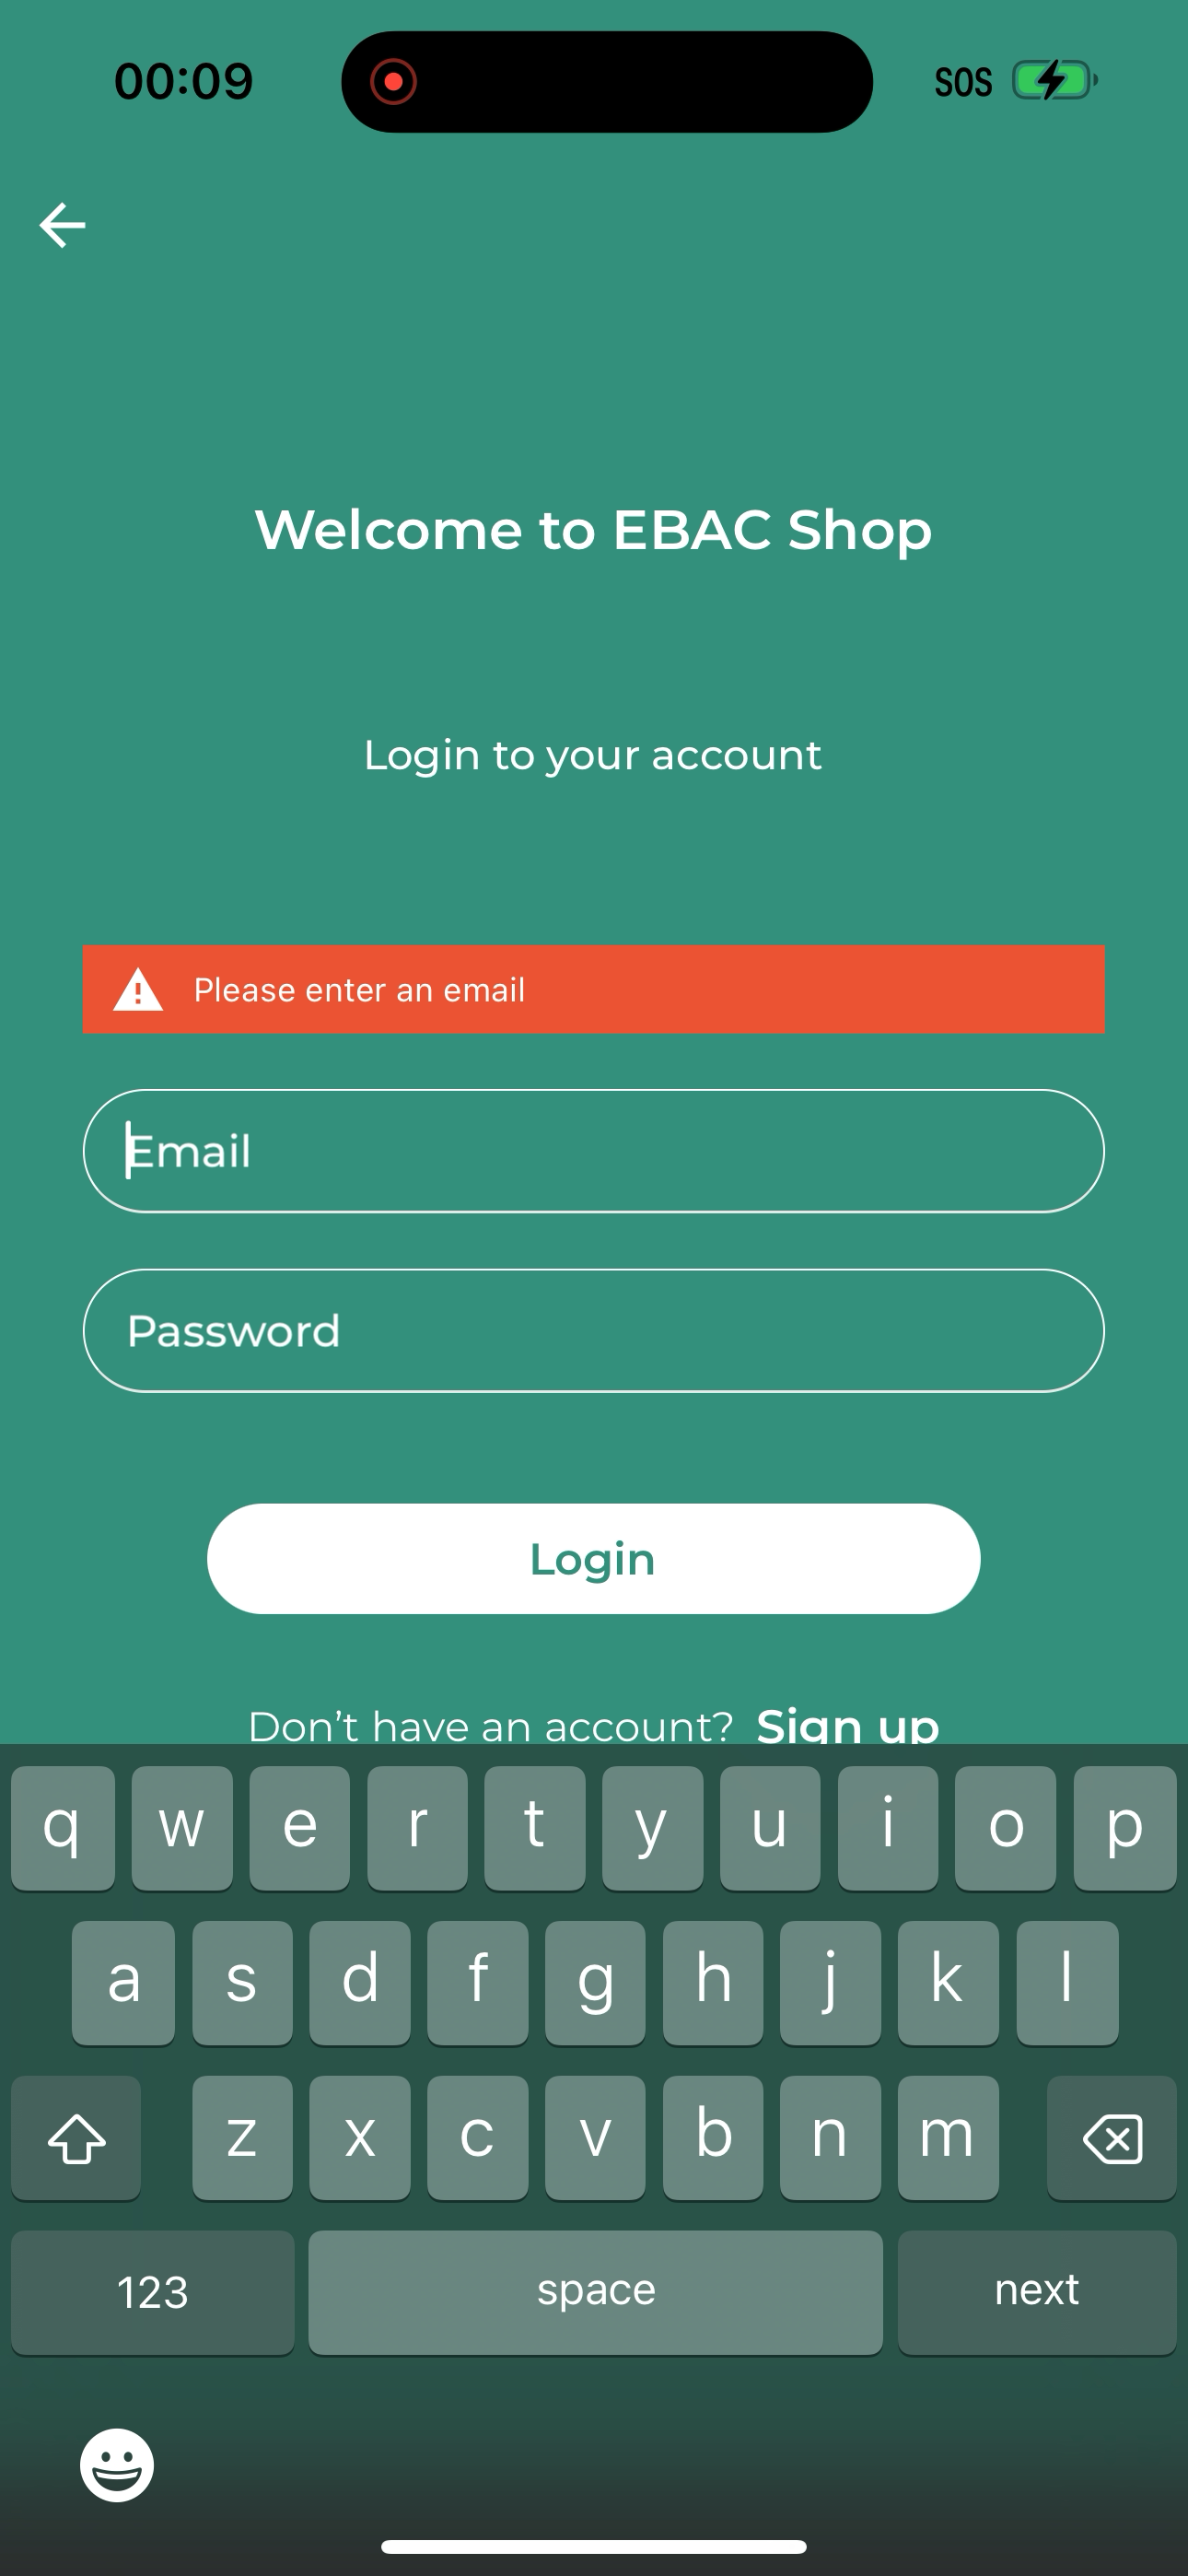 00:09 SOS
Welcome to EBAC Shop
Login to your account
Please enter an email
Email
Password
Login
Don’t have an account? Sign up
q w e r t y u i o p
a s d f g h j k l
z x c v b n m
123 space next